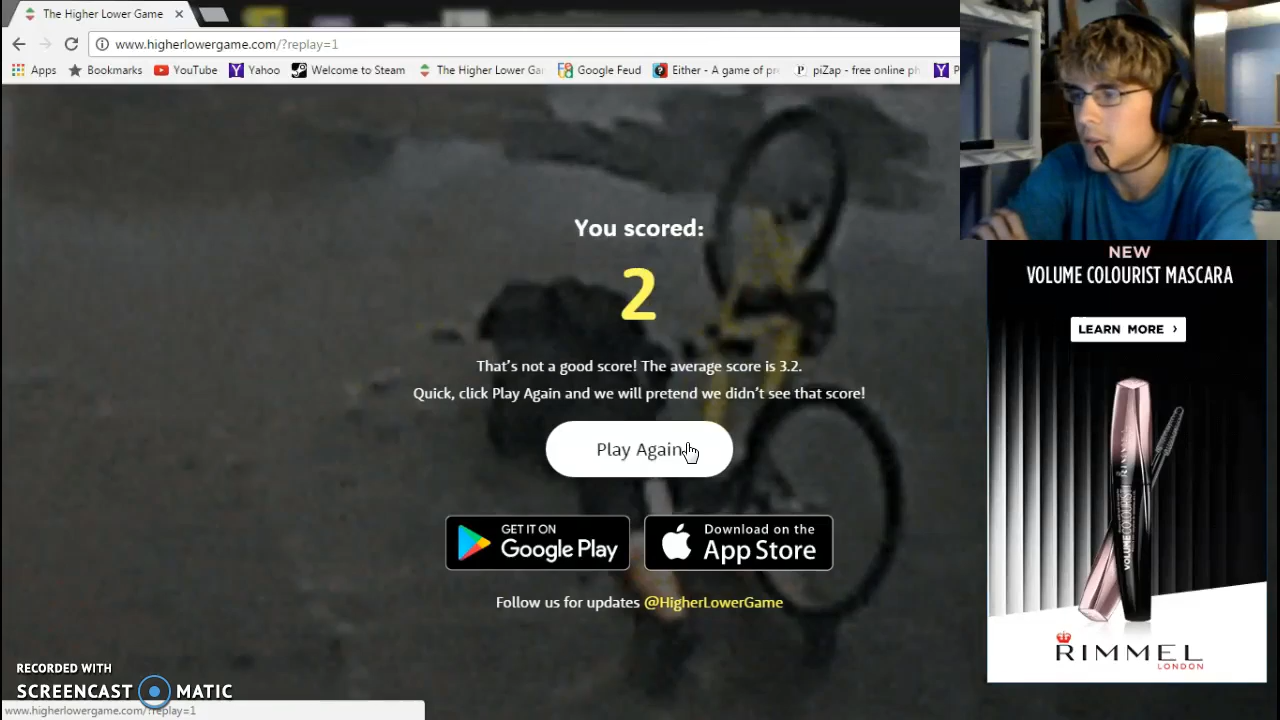 The Higher Lower Game
www.higherlowergame.com/?replay=1
Apps
Bookmarks
YouTube
Yahoo
Welcome to Steam
The Higher Lower Ga
Google Feud
Either - A game of pre
piZap - free online ph
You scored:
2
That's not a good score! The average score is 3.2.
Quick, click Play Again and we will pretend we didn't see that score!
Play Again
GET IT ON
Google Play
Download on the
App Store
Follow us for updates @HigherLowerGame
NEW
VOLUME COLOURIST MASCARA
LEARN MORE ›
RIMMEL
VOLUME COLOURIST
RIMMEL
LONDON
RECORDED WITH
SCREENCAST MATIC
www.higherlowergame.com/?replay=1